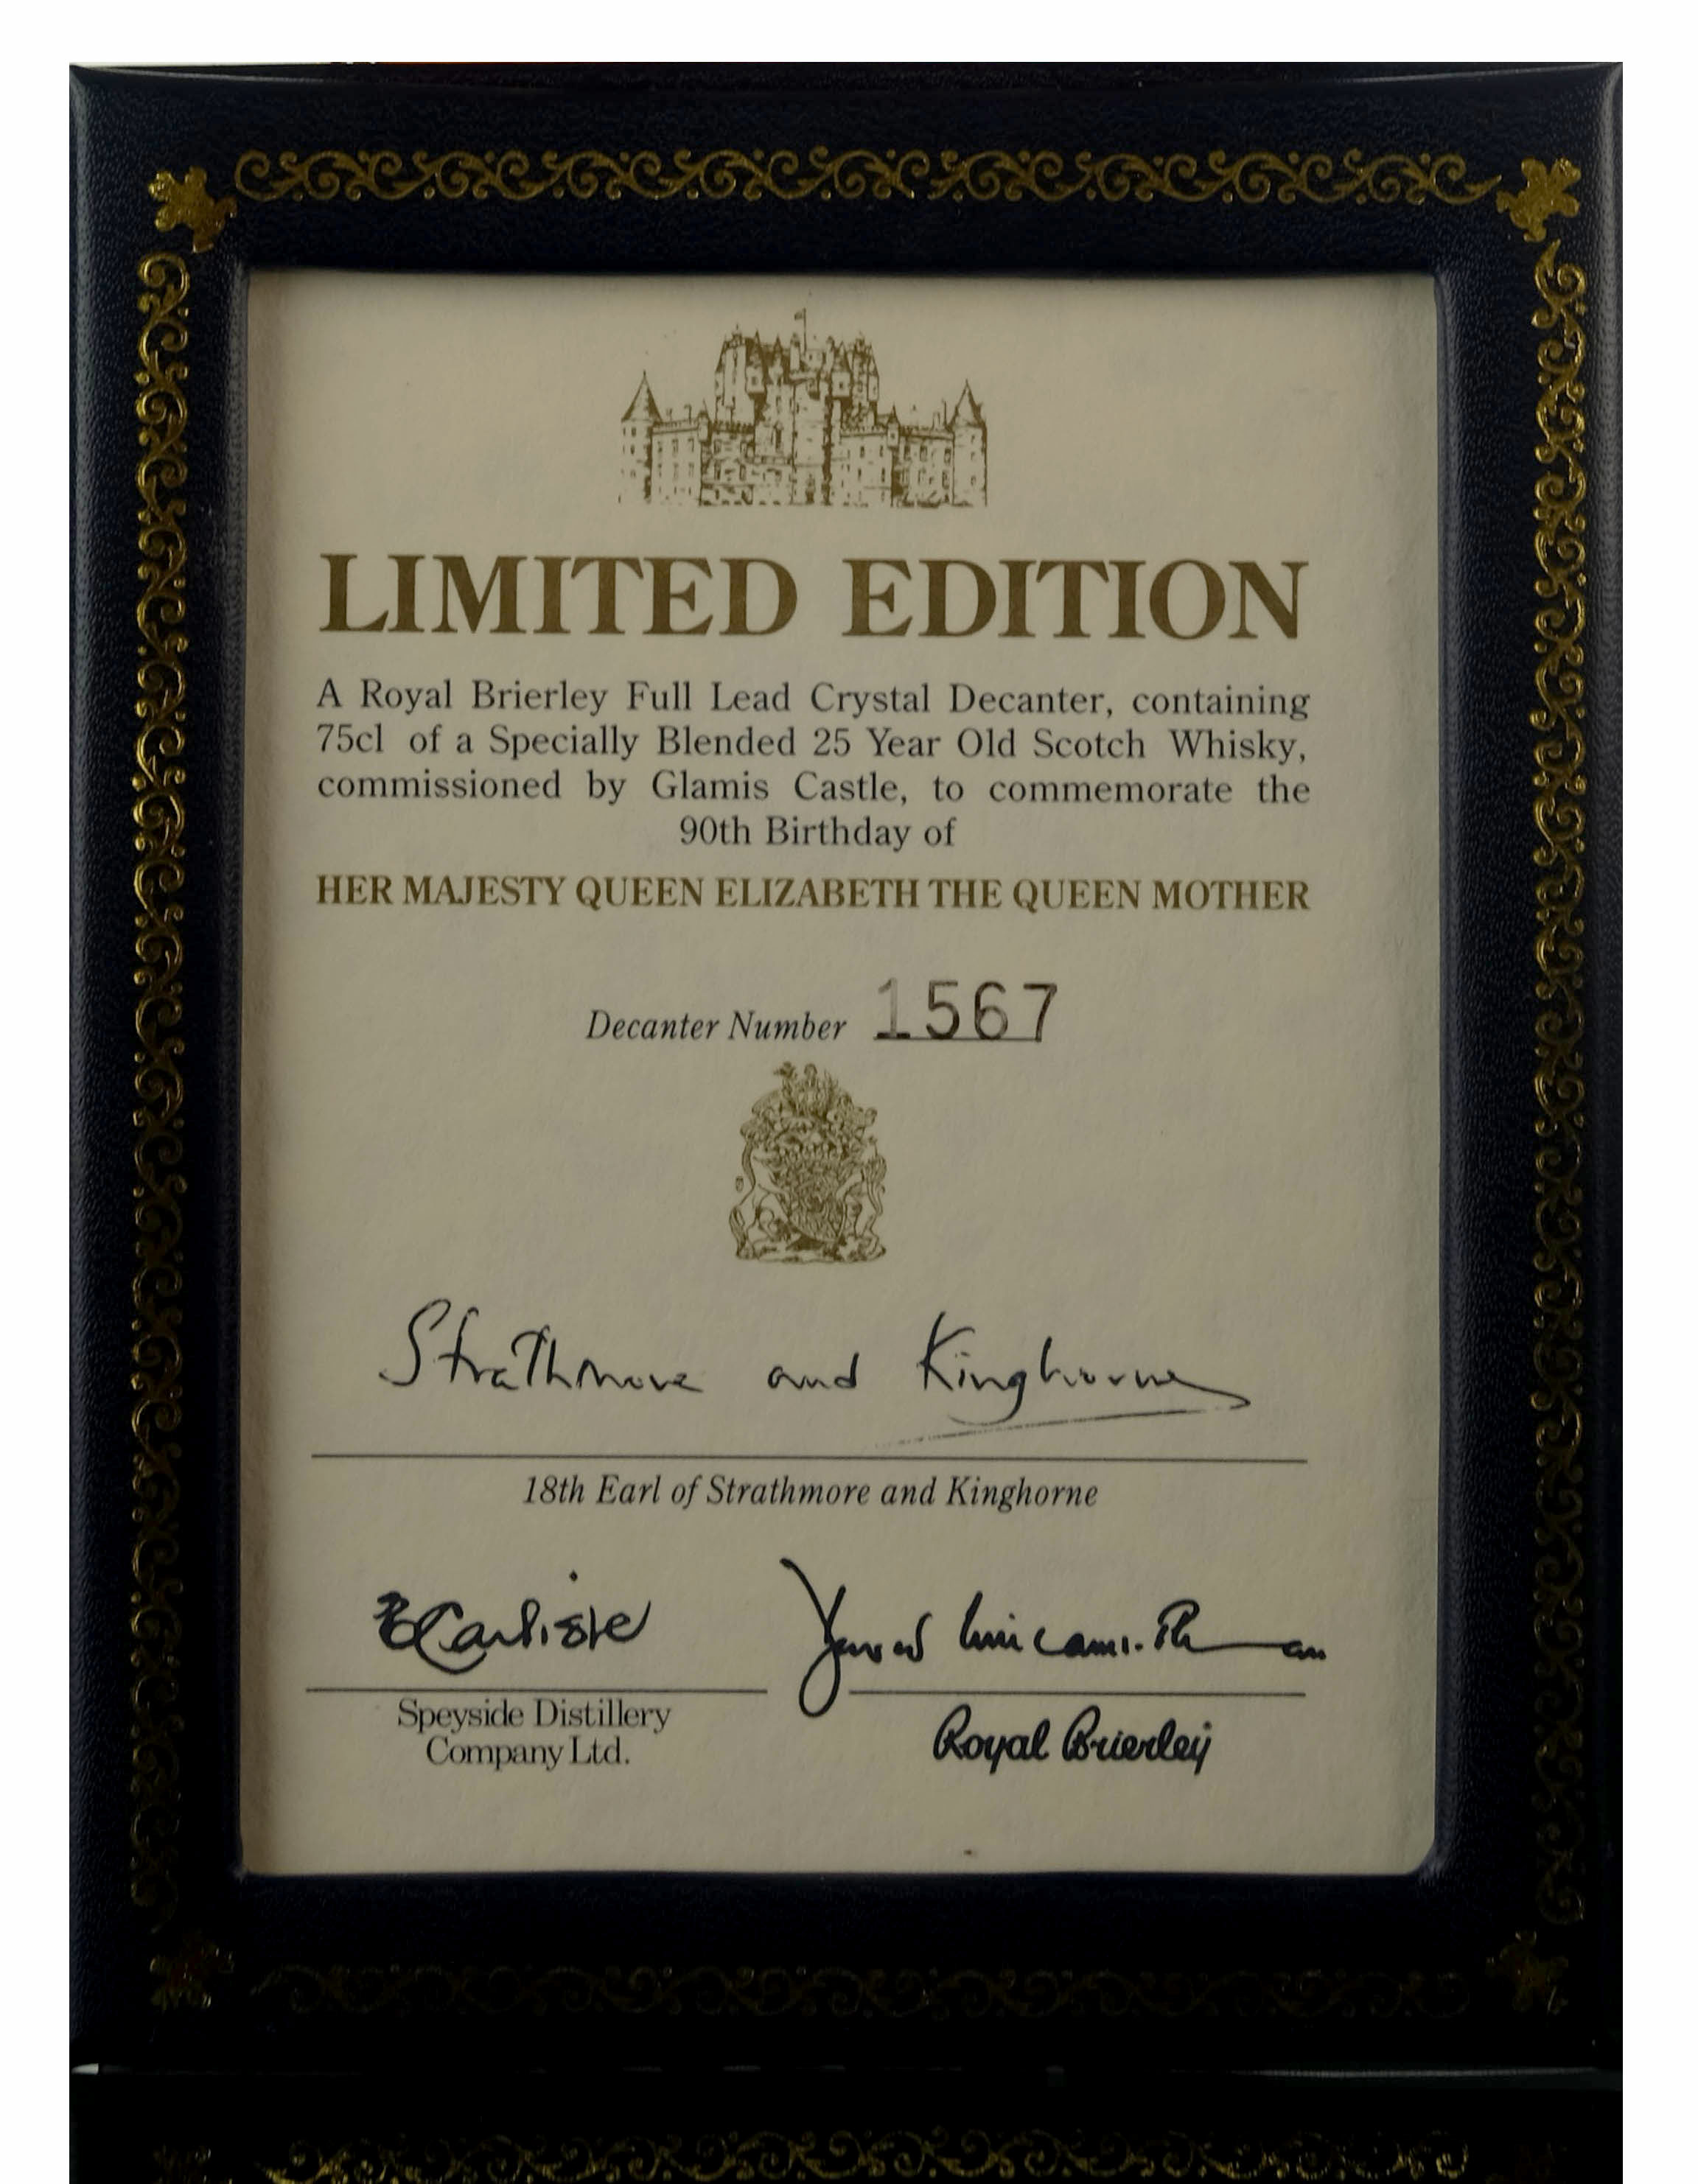 LIMITED EDITION
A Royal Brierley Full Lead Crystal Decanter, containing
75cl of a Specially Blended 25 Year Old Scotch Whisky,
commissioned by Glamis Castle, to commemorate the
90th Birthday of
HER MAJESTY QUEEN ELIZABETH THE QUEEN MOTHER
Decanter Number 1567
Strathmore and Kinghorne
18th Earl of Strathmore and Kinghorne
Carlisle
Speyside Distillery
Company Ltd.
Royal Brierley